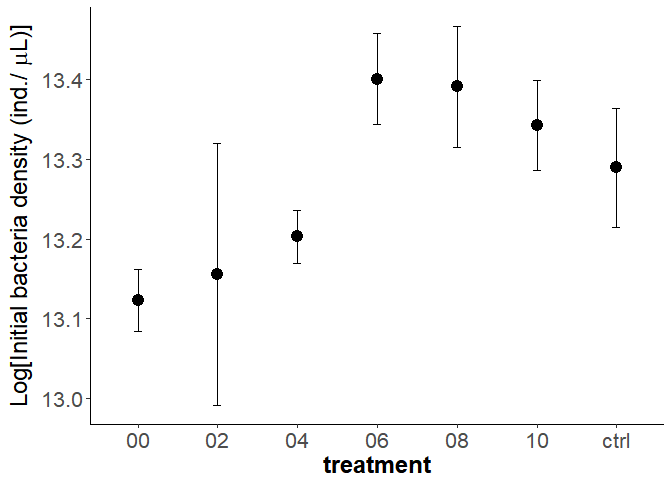 Log[Initial bacteria density (ind./ μL)]
13.4
13.3
13.2
13.1
13.0
00 02 04 06 08 10 ctrl
treatment